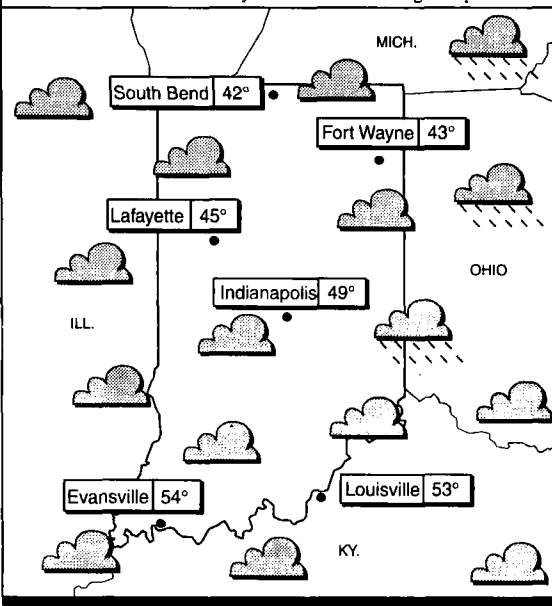 MICH.
South Bend 42°
Fort Wayne 43°
Lafayette 45°
OHIO
Indianapolis 49°
ILL.
Evansville 54°
Louisville 53°
KY.